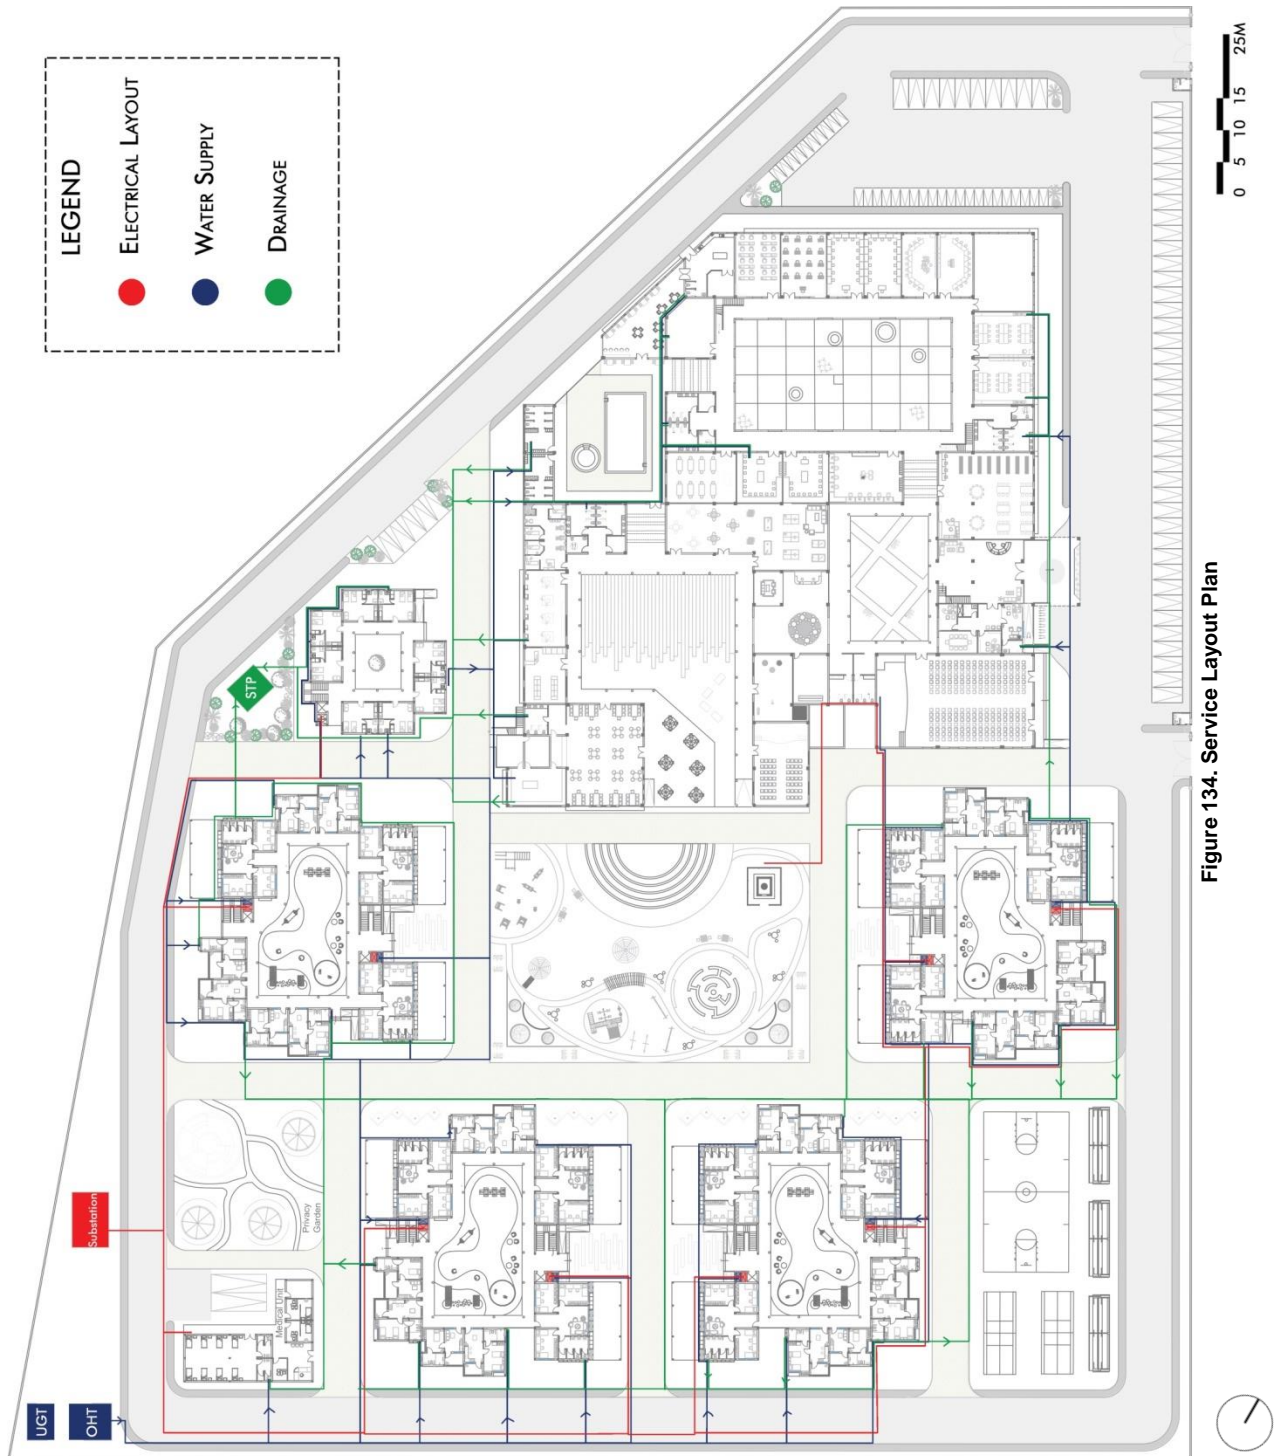 LEGEND
ELECTRICAL LAYOUT
WATER SUPPLY
DRAINAGE
STP
Substation
Privacy
Garden
Medical Unit
UGT
OHT
0 5 10 15 25M
Figure 134. Service Layout Plan